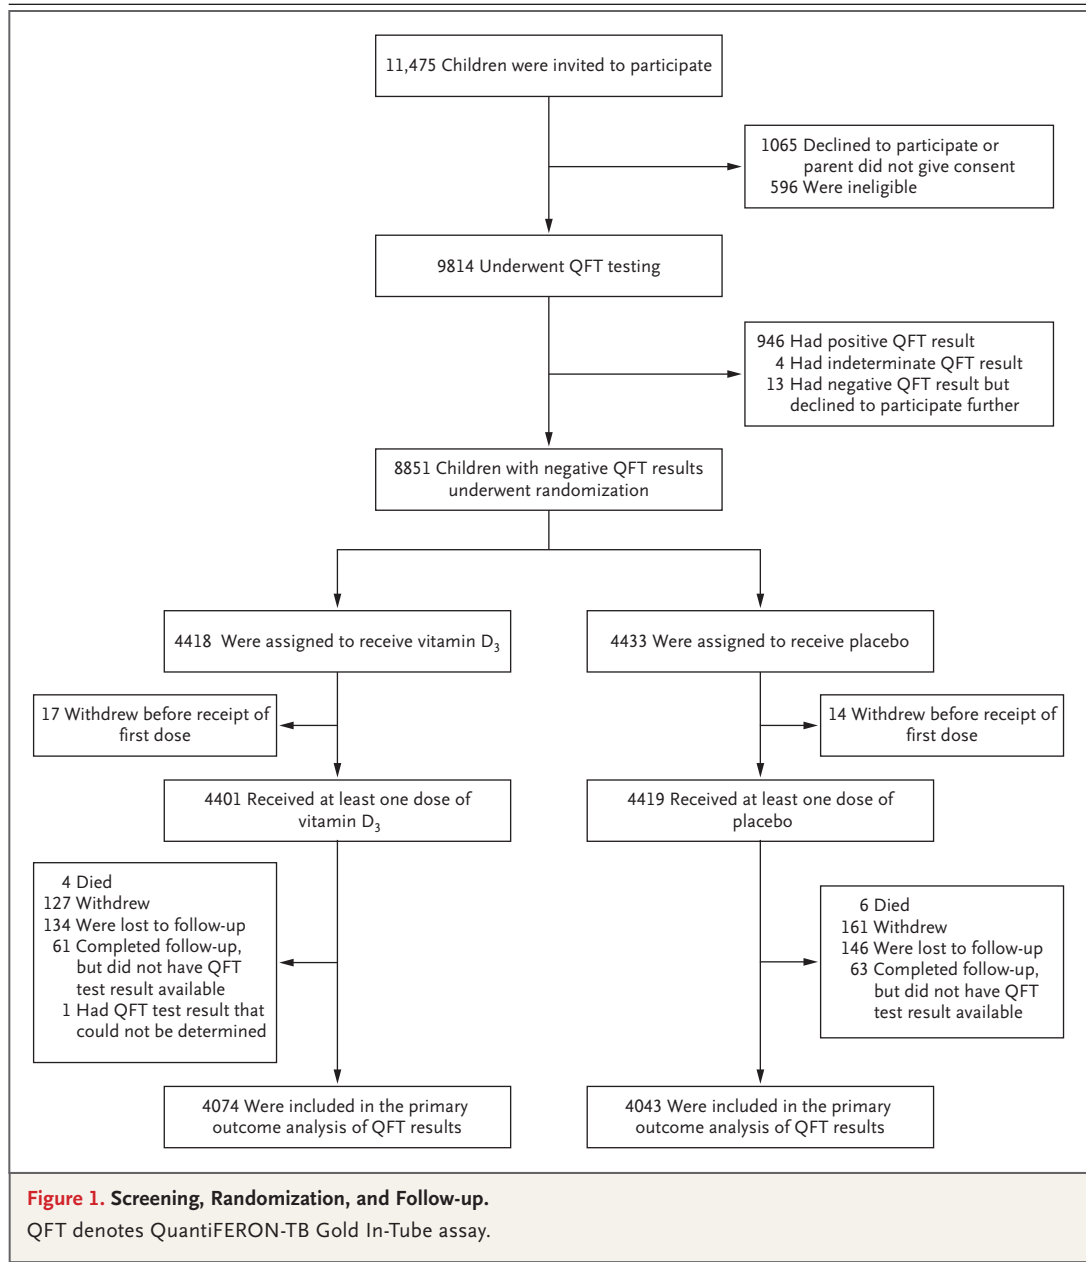 11,475 Children were invited to participate
1065 Declined to participate or
parent did not give consent
596 Were ineligible
9814 Underwent QFT testing
946 Had positive QFT result
4 Had indeterminate QFT result
13 Had negative QFT result but
declined to participate further
8851 Children with negative QFT results
underwent randomization
4418 Were assigned to receive vitamin D₃
4433 Were assigned to receive placebo
17 Withdrew before receipt of
first dose
14 Withdrew before receipt of
first dose
4401 Received at least one dose of
vitamin D₃
4419 Received at least one dose of
placebo
4 Died
127 Withdrew
134 Were lost to follow-up
61 Completed follow-up,
but did not have QFT
test result available
1 Had QFT test result that
could not be determined
6 Died
161 Withdrew
146 Were lost to follow-up
63 Completed follow-up,
but did not have QFT
test result available
4074 Were included in the primary
outcome analysis of QFT results
4043 Were included in the primary
outcome analysis of QFT results
Figure 1. Screening, Randomization, and Follow-up.
QFT denotes QuantiFERON-TB Gold In-Tube assay.